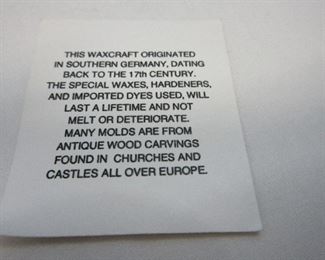 THIS WAXCRAFT ORIGINATED
IN SOUTHERN GERMANY, DATING
BACK TO THE 17th CENTURY.
THE SPECIAL WAXES, HARDENERS,
AND IMPORTED DYES USED, WILL
LAST A LIFETIME AND NOT
MELT OR DETERIORATE.
MANY MOLDS ARE FROM
ANTIQUE WOOD CARVINGS
FOUND IN CHURCHES AND
CASTLES ALL OVER EUROPE.